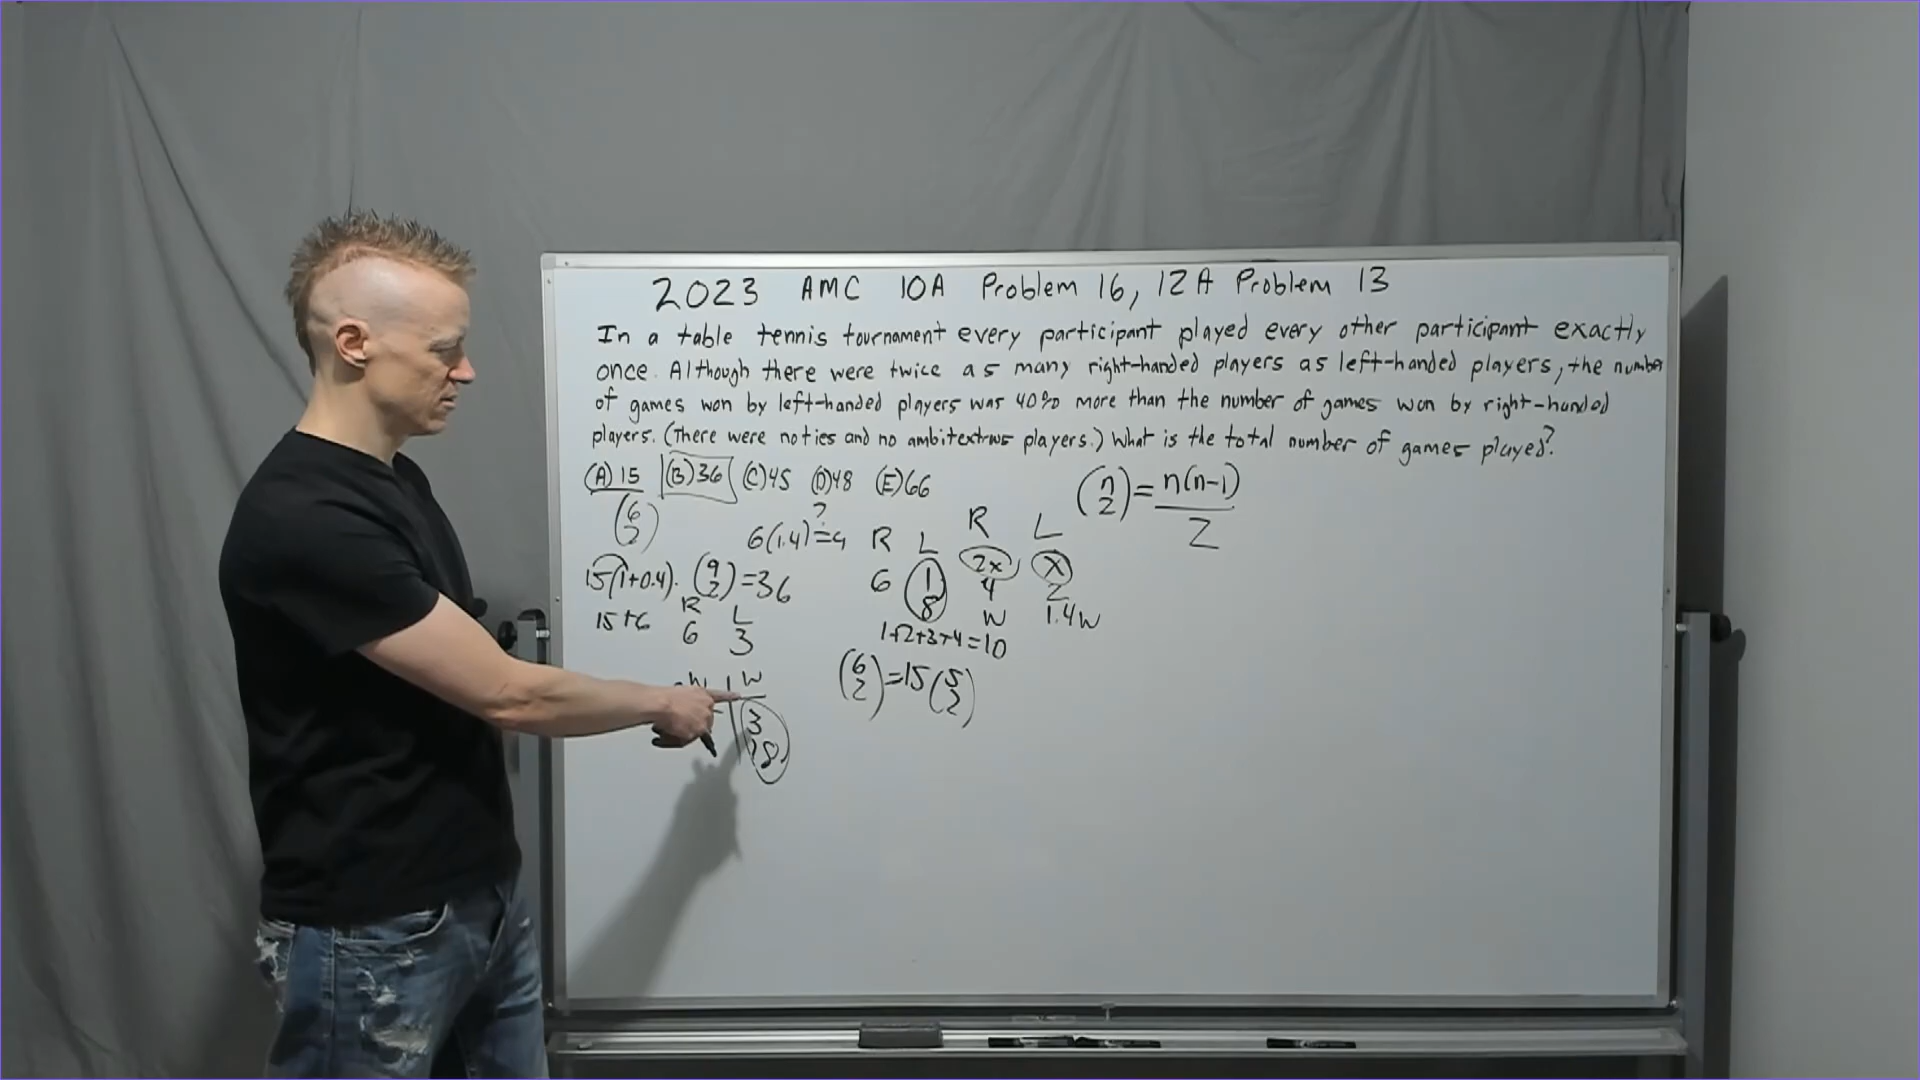 2023 AMC 10A Problem 16, 12A Problem 13
In a table tennis tournament every participant played every other participant exactly
once. Although there were twice as many right-handed players as left-handed players, the number
of games won by left-handed players was 40% more than the number of games won by right-handed
players. (There were no ties and no players.) What is the total number of games played?
(A) 15 (B) 36 (C) 45 (D) 48 (E) 66
(6 2)
(n 2) = n(n-1)/2
6(1.4) ?= 9
15(1+0.4).
(9 2) = 36
15+6
R L
6 3
W
3
18
R L
6 1
8
R L
2x x
4 2
W 1.4W
1+2+3+4=10
(6 2) = 15 (5 2)